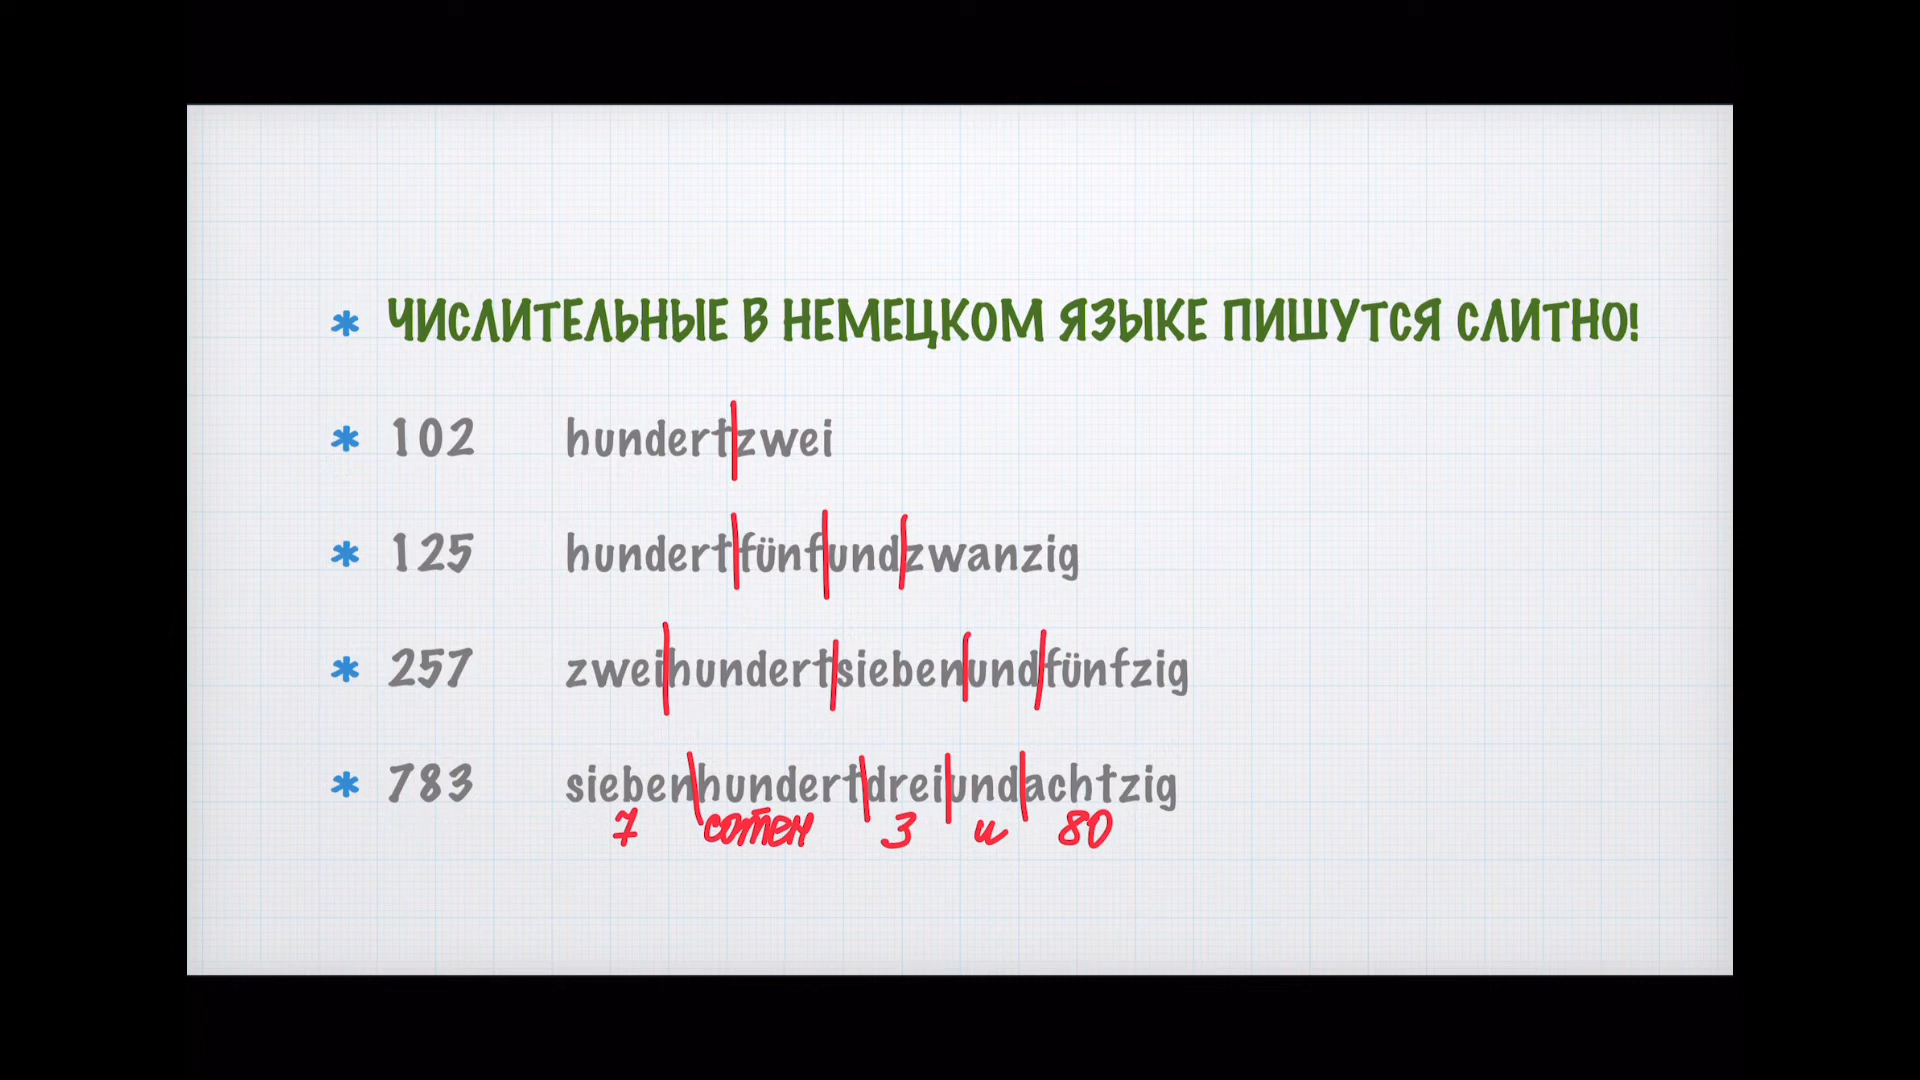 * ЧИСЛИТЕЛЬНЫЕ В НЕМЕЦКОМ ЯЗЫКЕ ПИШУТСЯ СЛИТНО!
* 102 hundertzwei
* 125 hundertfünfundzwanzig
* 257 zweihundertsiebenundfünfzig
* 783 siebenhundertdreiundachtzig
7 сотен 3 и 80